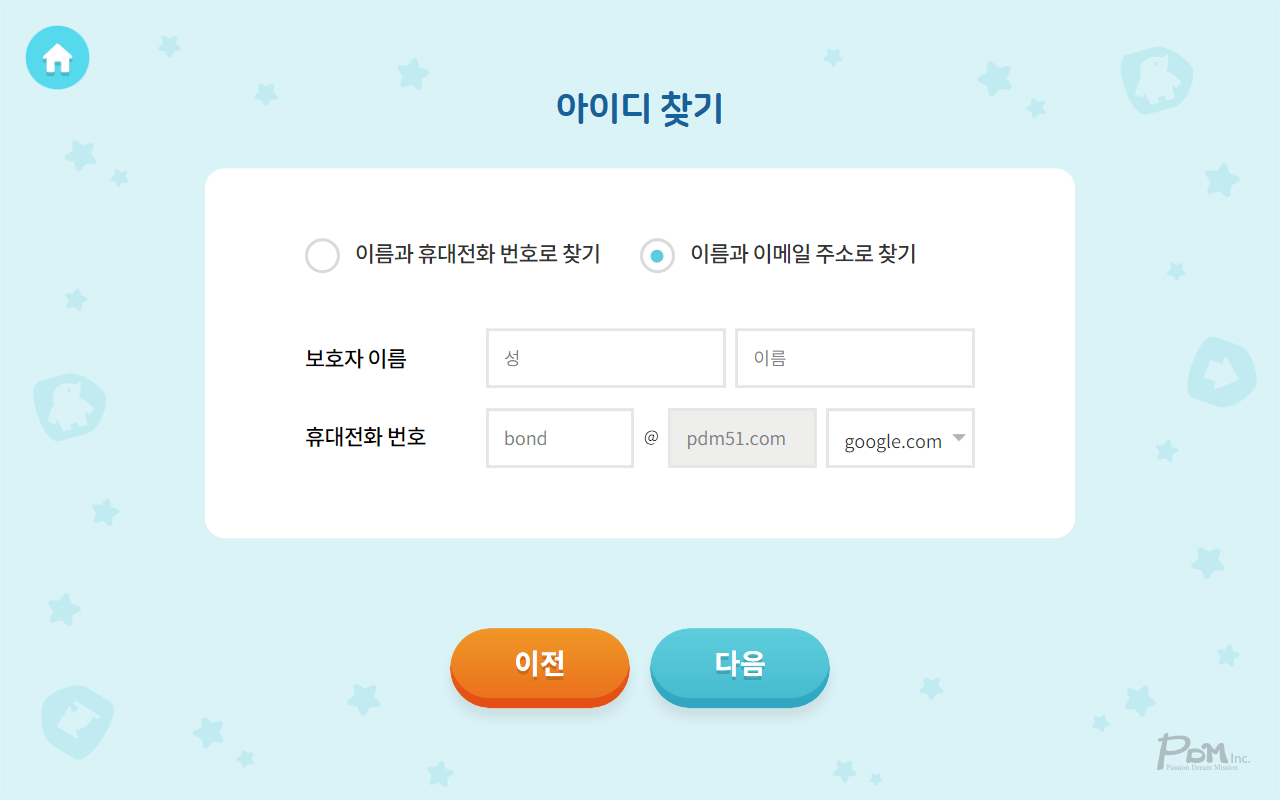 아이디 찾기
이름과 휴대전화 번호로 찾기 이름과 이메일 주소로 찾기
보호자 이름 성 이름
휴대전화 번호 bond @ pdm51.com google.com
이전 다음
PDM Inc.
Passion Dream Mission